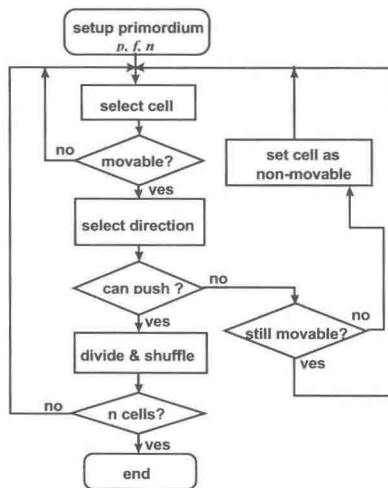 setup primordium
p, f, n
select cell
no
movable?
yes
set cell as
non-movable
select direction
can push ?
no
yes
still movable?
no
yes
divide & shuffle
no
n cells?
yes
end